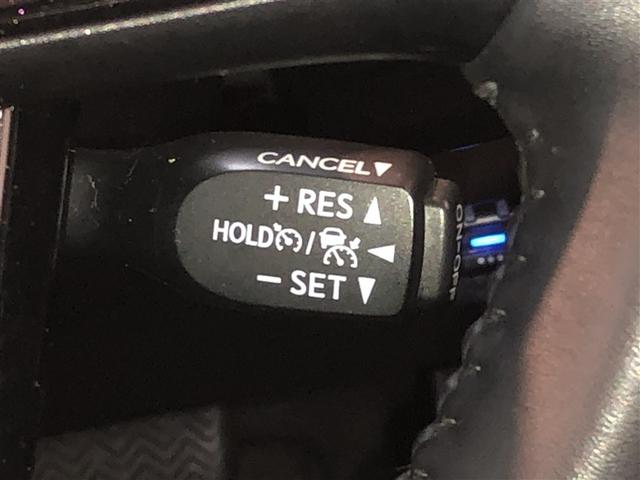 CANCEL▼
+ RES ▲
HOLD / ◀
− SET ▼
ON-OFF